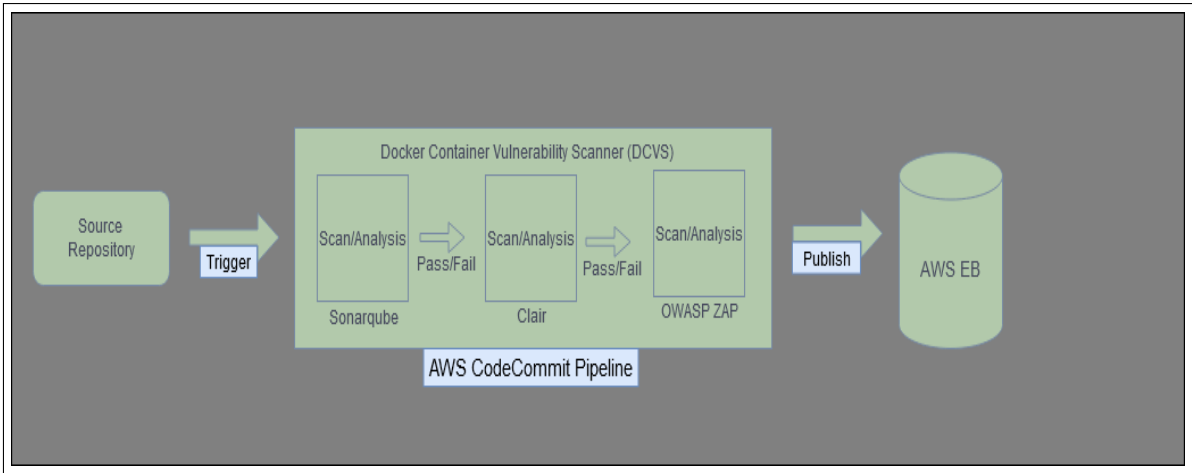 Docker Container Vulnerability Scanner (DCVS)
Source
Repository
Trigger
Scan/Analysis
Sonarqube
Pass/Fail
Scan/Analysis
Clair
Pass/Fail
Scan/Analysis
OWASP ZAP
AWS CodeCommit Pipeline
Publish
AWS EB